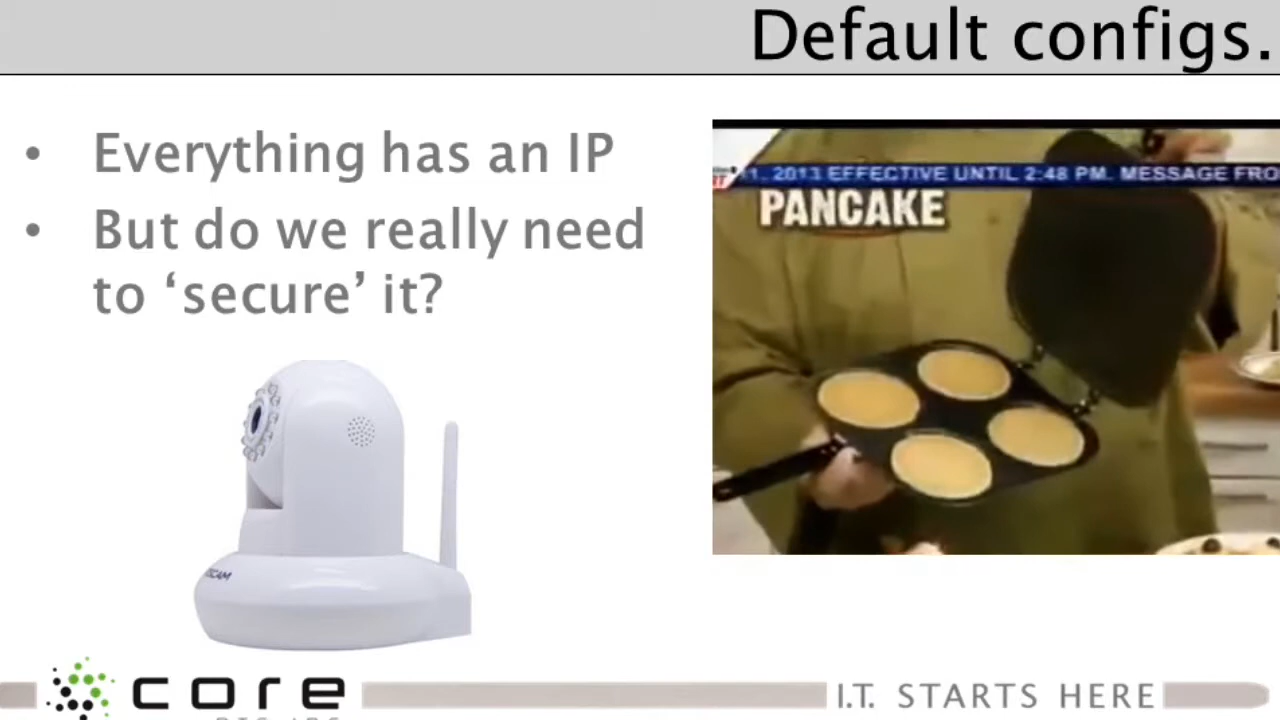 Default configs.
• Everything has an IP
• But do we really need
to ‘secure’ it?
11, 2013 EFFECTIVE UNTIL 2:48 PM. MESSAGE FRO
PANCAKE
core
I.T. STARTS HERE